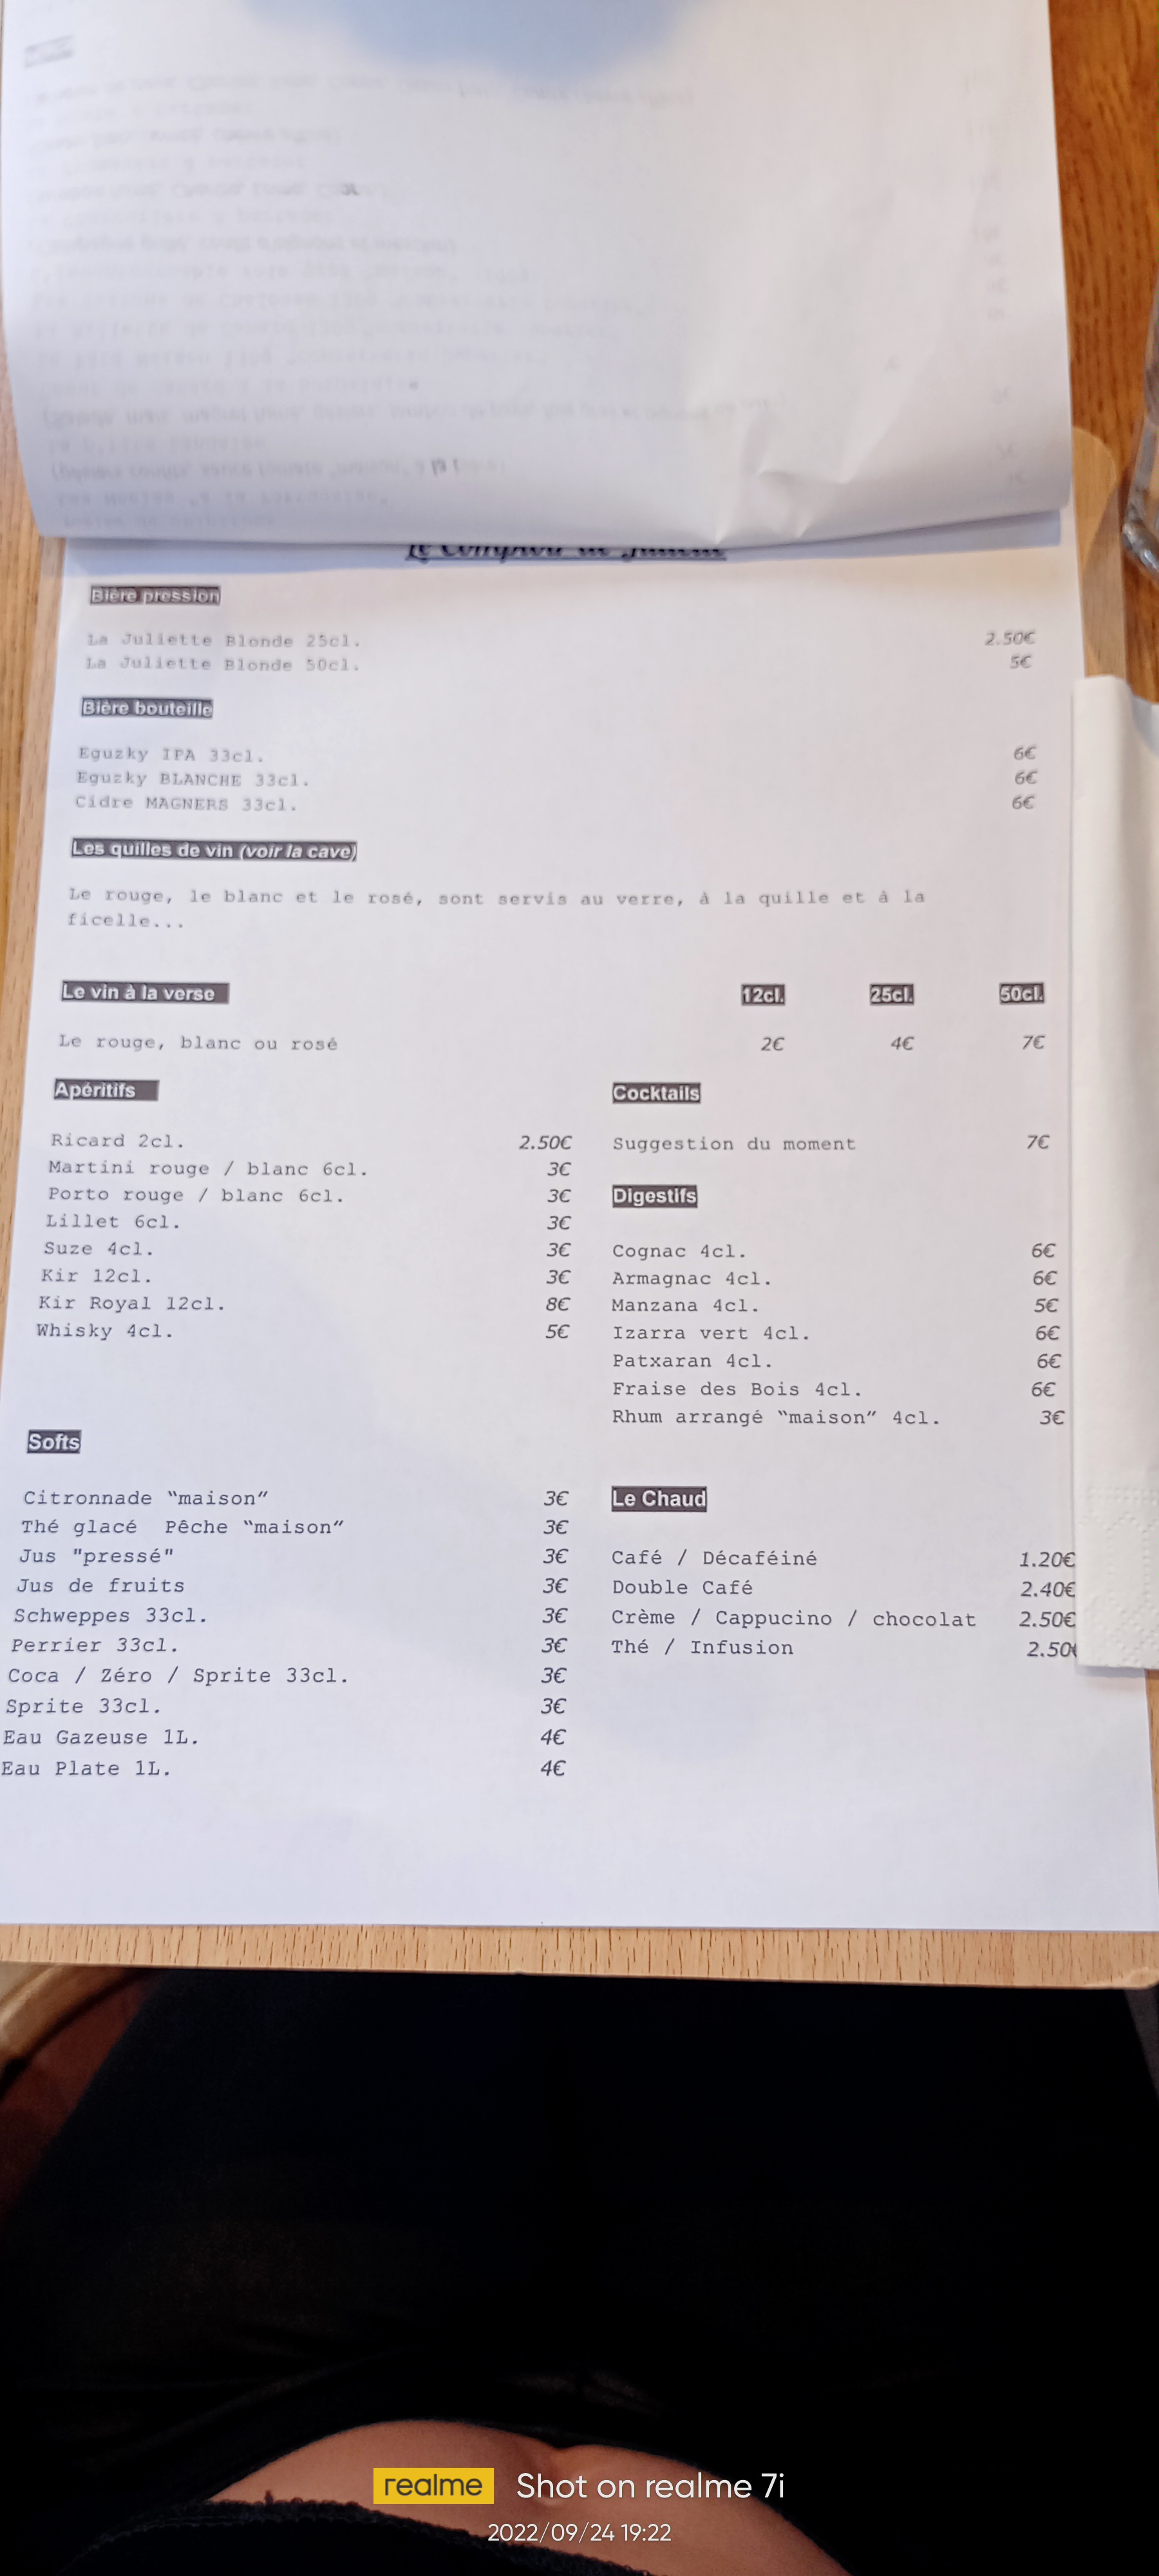 Le Comptoir de
Bière pression
La Juliette Blonde 25cl. 2.50€
La Juliette Blonde 50cl. 5€
Bière bouteille
Eguzky IPA 33cl. 6€
Eguzky BLANCHE 33cl. 6€
Cidre MAGNERS 33cl. 6€
Les quilles de vin (voir la cave)
Le rouge, le blanc et le rosé, sont servis au verre, à la quille et à la
ficelle...
Le vin à la verse 12cl. 25cl. 50cl.
Le rouge, blanc ou rosé 2€ 4€ 7€
Apéritifs
Ricard 2cl. 2.50€
Martini rouge / blanc 6cl. 3€
Porto rouge / blanc 6cl. 3€
Lillet 6cl. 3€
Suze 4cl. 3€
Kir 12cl. 3€
Kir Royal 12cl. 8€
Whisky 4cl. 5€
Cocktails
Suggestion du moment 7€
Digestifs
Cognac 4cl. 6€
Armagnac 4cl. 6€
Manzana 4cl. 5€
Izarra vert 4cl. 6€
Patxaran 4cl. 6€
Fraise des Bois 4cl. 6€
Rhum arrangé “maison” 4cl. 3€
Softs
Citronnade “maison” 3€
Thé glacé Pêche “maison” 3€
Jus "pressé" 3€
Jus de fruits 3€
Schweppes 33cl. 3€
Perrier 33cl. 3€
Coca / Zéro / Sprite 33cl. 3€
Sprite 33cl. 3€
Eau Gazeuse 1L. 4€
Eau Plate 1L. 4€
Le Chaud
Café / Décaféiné 1.20€
Double Café 2.40€
Crème / Cappucino / chocolat 2.50€
Thé / Infusion 2.50€
realme Shot on realme 7i
2022/09/24 19:22